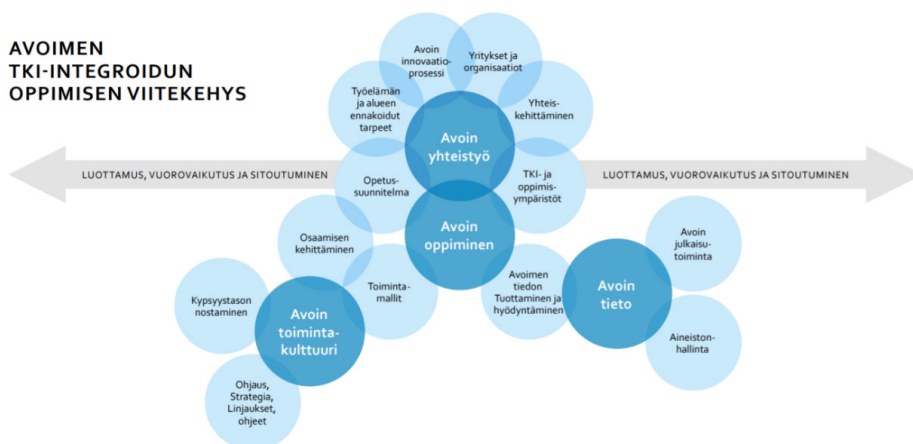 AVOIMEN
TKI-INTEGROIDUN
OPPIMISEN VIITEKEHYS
Avoin
innovaatio-
prosessi
Yritykset ja
organisaatiot
Työelämän
ja alueen
ennakoidut
tarpeet
Yhteis-
kehittäminen
Avoin
yhteistyö
LUOTTAMUS, VUOROVAIKUTUS JA SITOUTUMINEN
Opetus-
suunnitelma
TKI- ja
oppimis-
ympäristöt
LUOTTAMUS, VUOROVAIKUTUS JA SITOUTUMINEN
Avoin
oppiminen
Osaamisen
kehittäminen
Avoin
julkaisu-
toiminta
Toiminta-
mallit
Avoimen
tiedon
Tuottaminen ja
hyödyntäminen
Avoin
tieto
Kypsyystason
nostaminen
Avoin
toiminta-
kulttuuri
Aineiston-
hallinta
Ohjaus,
Strategia,
Linjaukset,
ohjeet